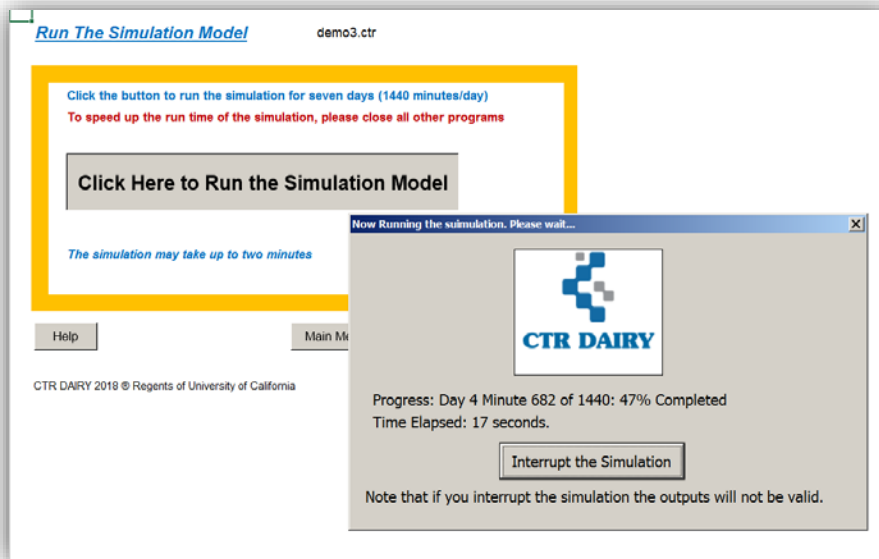 Run The Simulation Model demo3.ctr
Click the button to run the simulation for seven days (1440 minutes/day)
To speed up the run time of the simulation, please close all other programs
Click Here to Run the Simulation Model
Now Running the suimulation. Please wait...
The simulation may take up to two minutes
CTR DAIRY
Help
Main Me
CTR DAIRY 2018 ® Regents of University of California
Progress: Day 4 Minute 682 of 1440: 47% Completed
Time Elapsed: 17 seconds.
Interrupt the Simulation
Note that if you interrupt the simulation the outputs will not be valid.